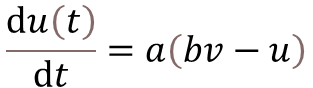 du(t)/dt = a(bv − u)